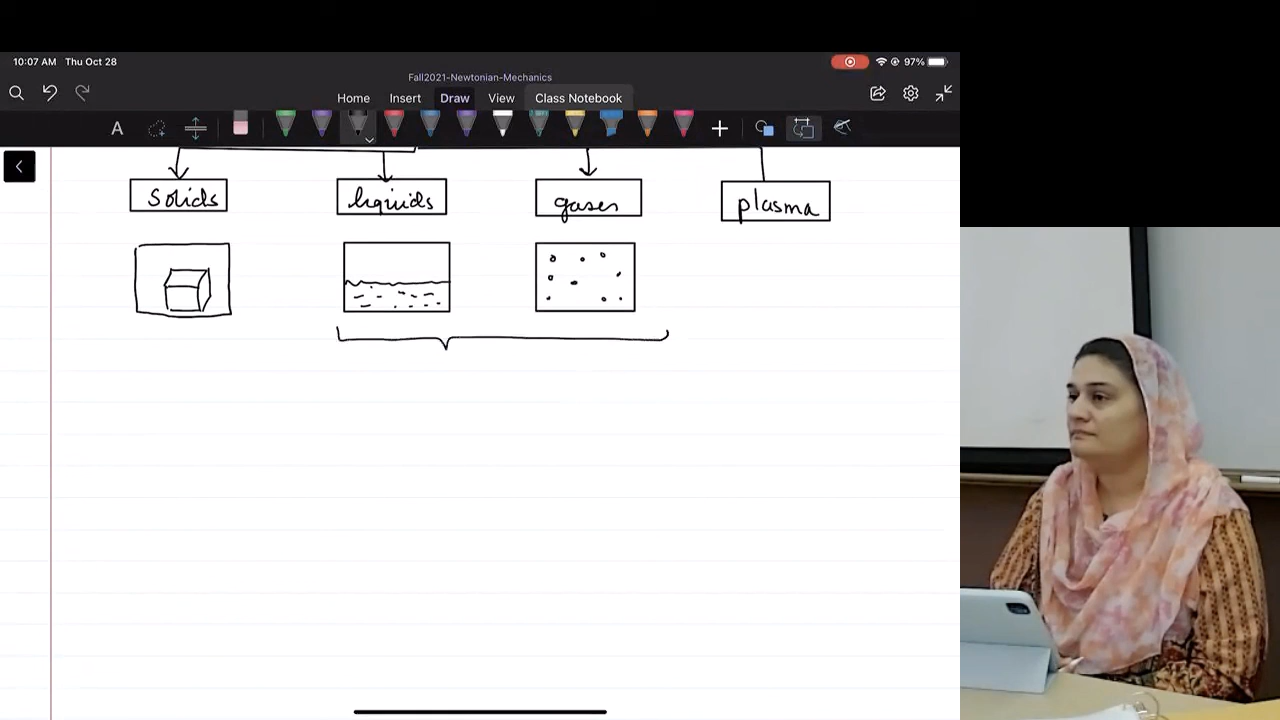 10:07 AM Thu Oct 28
97%
Fall2021-Newtonian-Mechanics
Home Insert Draw View Class Notebook
A
Solids liquids gases plasma